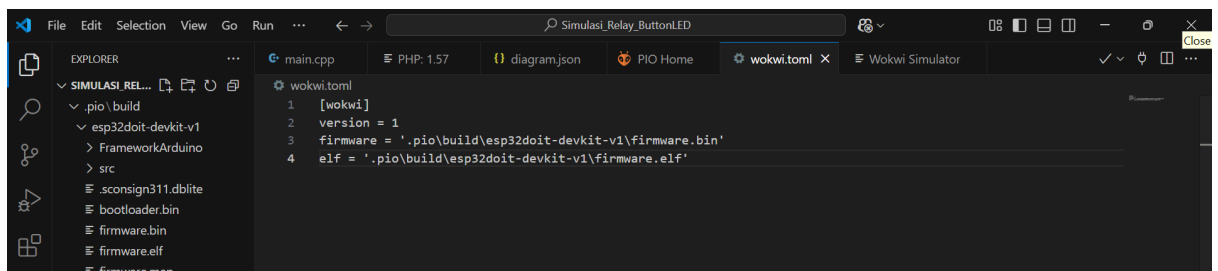 File Edit Selection View Go Run ··· Simulasi_Relay_ButtonLED
Close
EXPLORER ···
main.cpp PHP: 1.57 {} diagram.json PIO Home wokwi.toml Wokwi Simulator ···
SIMULASI_REL...
.pio \ build
esp32doit-devkit-v1
FrameworkArduino
src
.sconsign311.dblite
bootloader.bin
firmware.bin
firmware.elf
wokwi.toml
1 [wokwi]
2 version = 1
3 firmware = '.pio\build\esp32doit-devkit-v1\firmware.bin'
4 elf = '.pio\build\esp32doit-devkit-v1\firmware.elf'